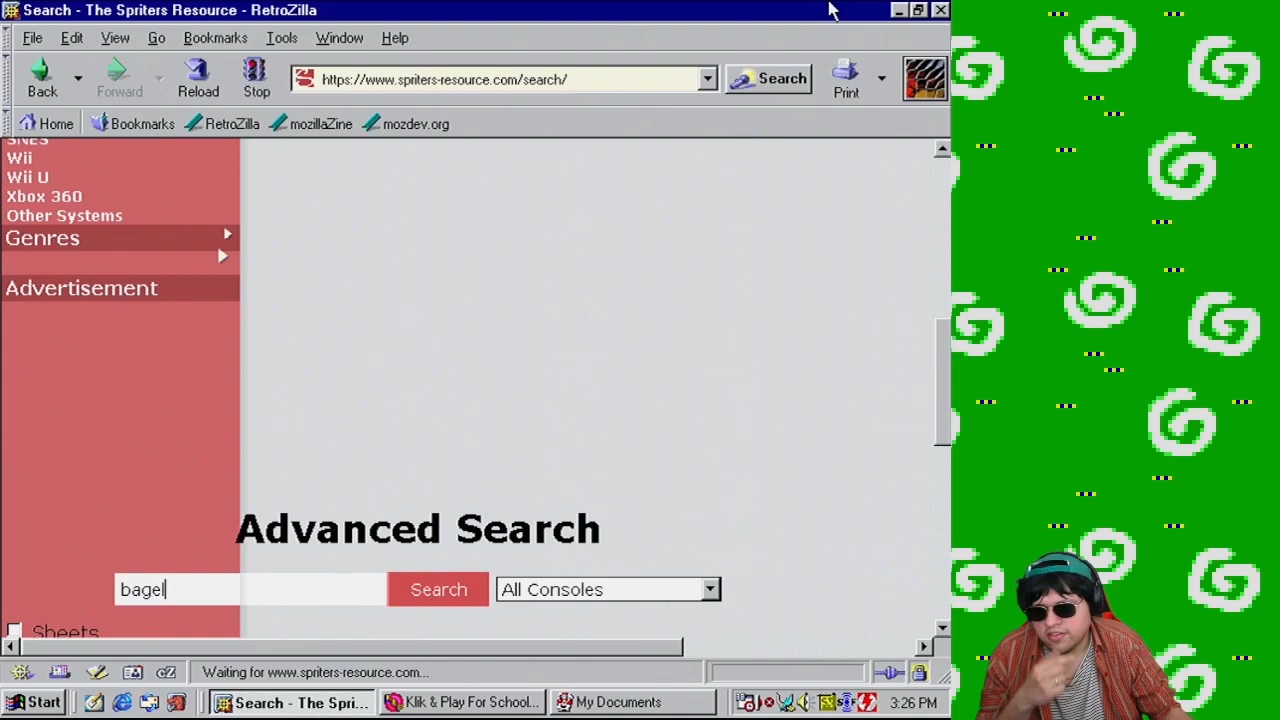 Search - The Spriters Resource - RetroZilla
File Edit View Go Bookmarks Tools Window Help
Back Forward Reload Stop https://www.spriters-resource.com/search/ Search Print
Home Bookmarks RetroZilla mozillaZine mozdev.org
SNES
Wii
Wii U
Xbox 360
Other Systems
Genres
Advertisement
Advanced Search
bagel Search All Consoles
Sheets
Waiting for www.spriters-resource.com...
Start Search - The Spri... Klik & Play For School... My Documents 3:26 PM